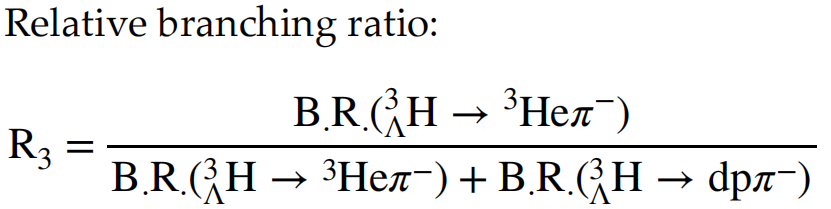 Relative branching ratio:
R₃ = B.R.(³_ΛH → ³Heπ⁻) / B.R.(³_ΛH → ³Heπ⁻) + B.R.(³_ΛH → dpπ⁻)